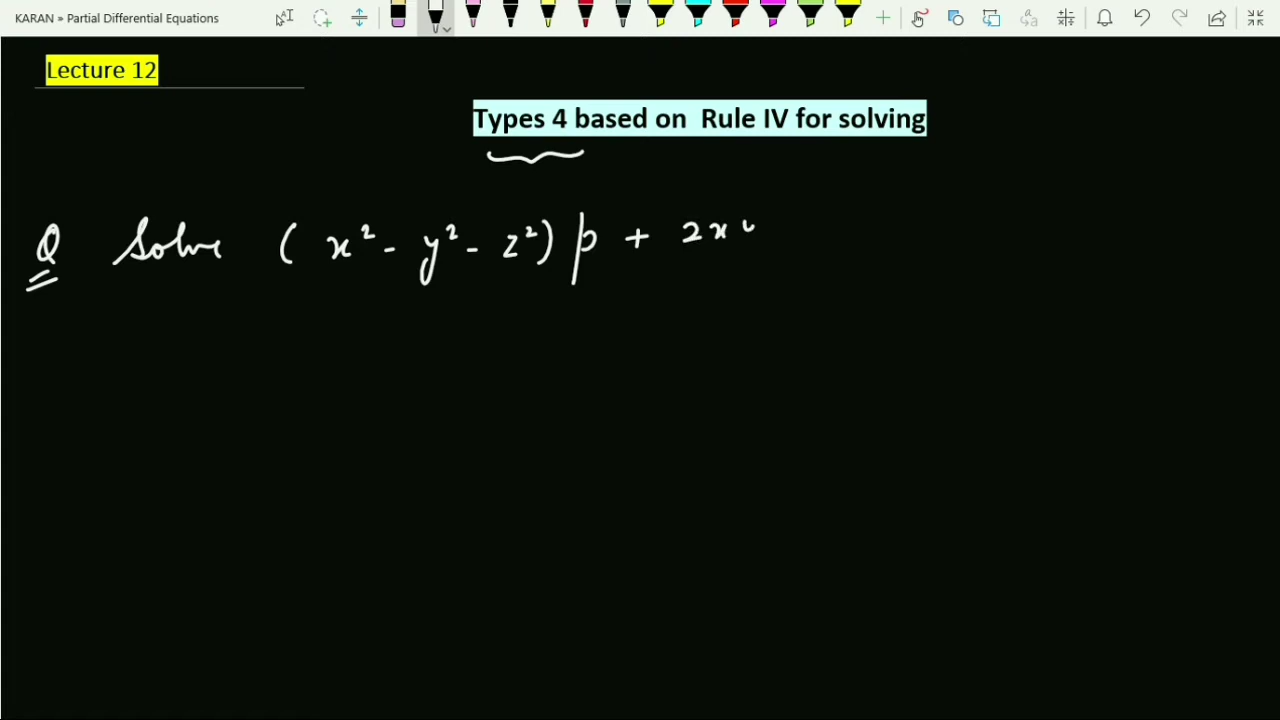 KARAN » Partial Differential Equations
Lecture 12
Types 4 based on Rule IV for solving
Q Solve ( x² - y² - z² ) p + 2x